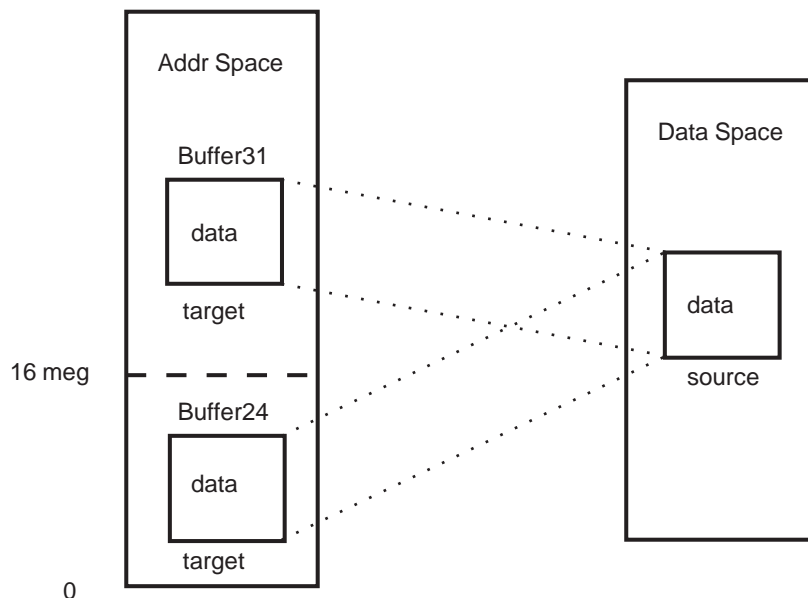 Addr Space
Buffer31
data
target
16 meg
Buffer24
data
target
0
Data Space
data
source